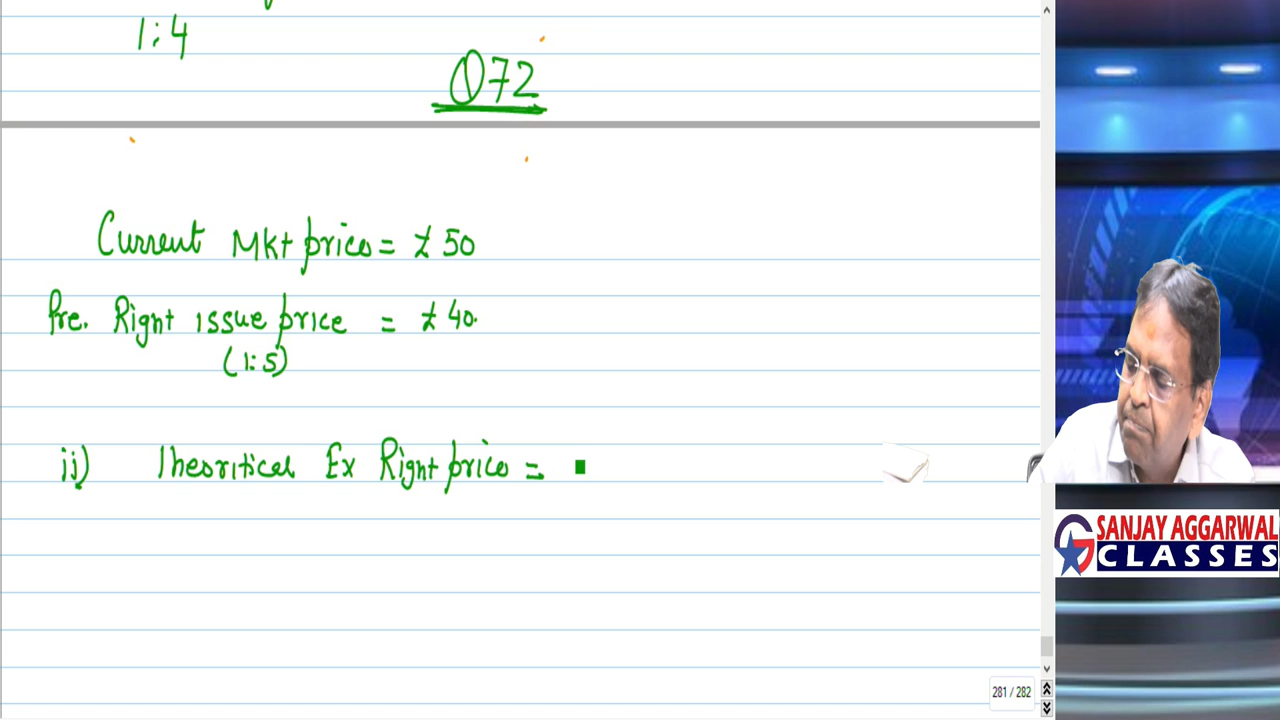 1:4
Q72
Current Mkt price = ₹ 50
Pre. Right issue price = ₹ 40.
(1:5)
ii) Theoritical Ex Right price =
281 / 282
SANJAY AGGARWAL
CLASSES